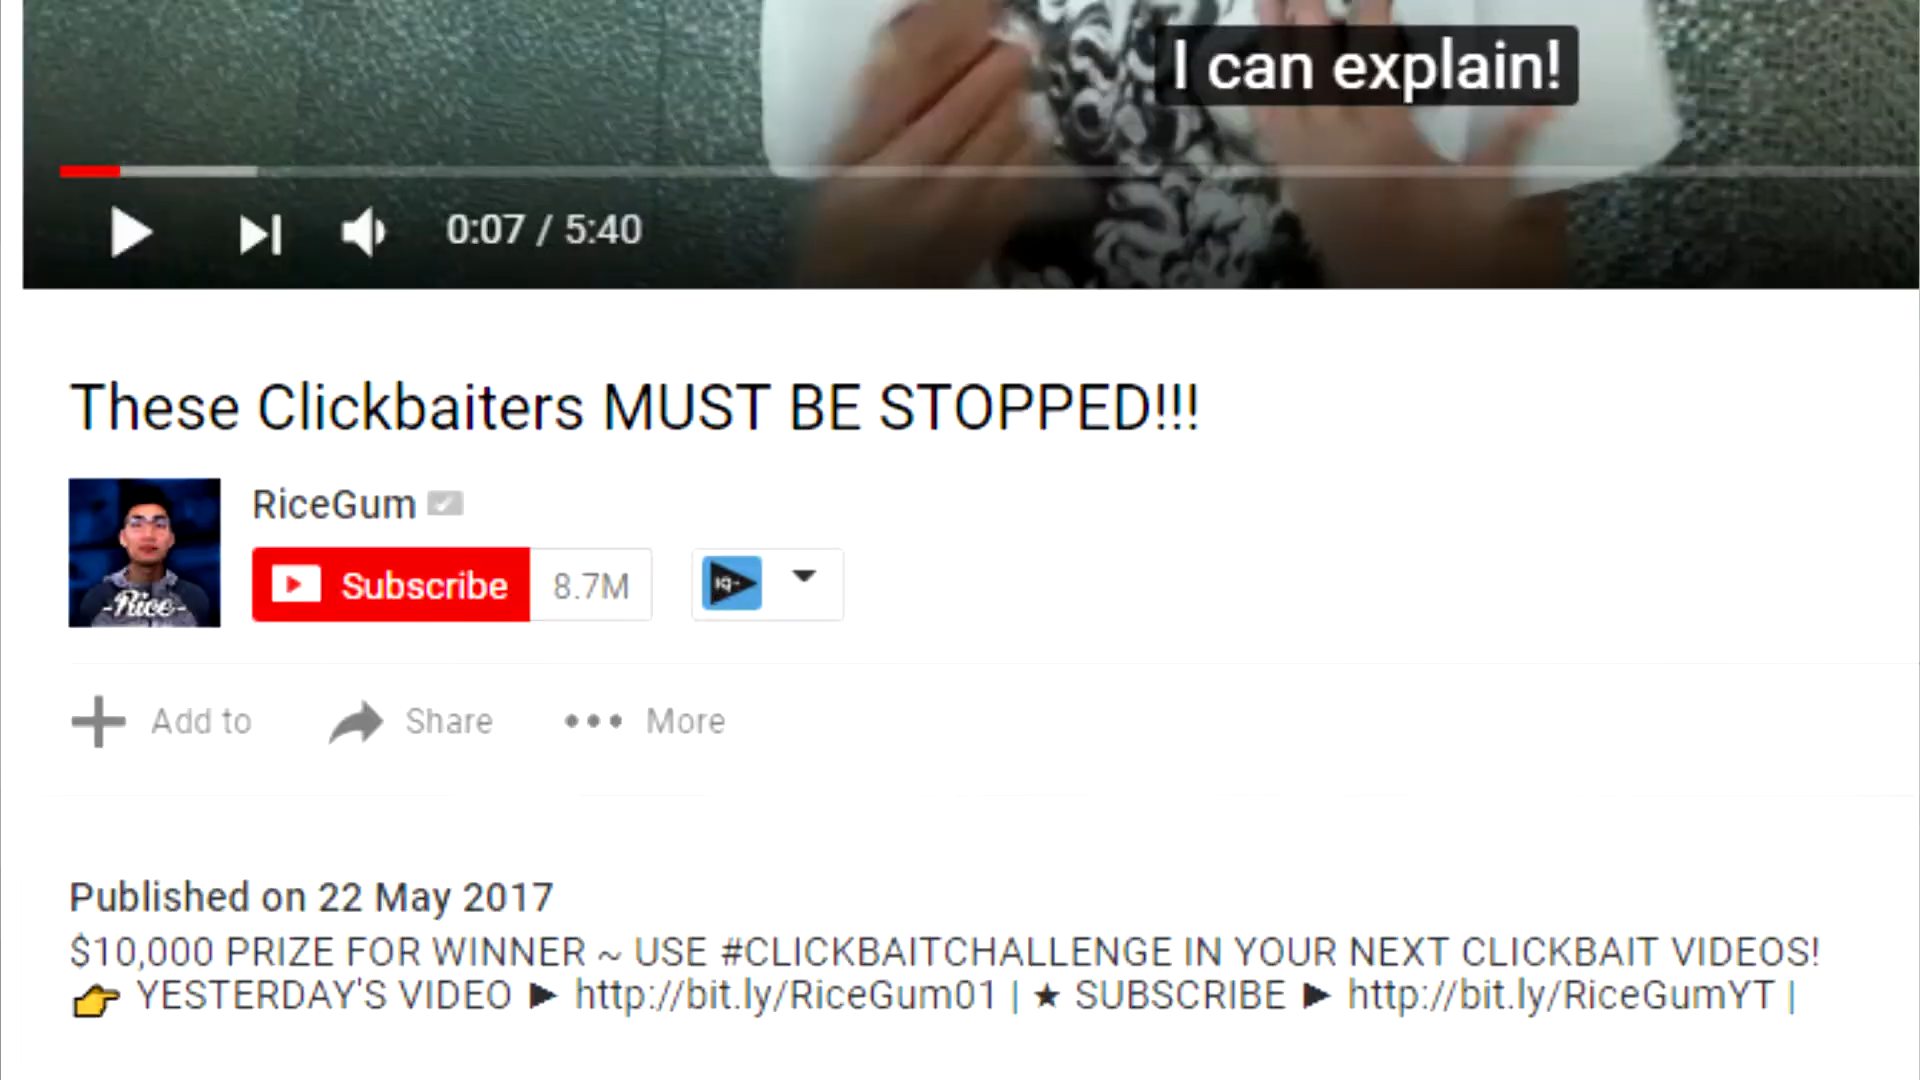 I can explain!
0:07 / 5:40
These Clickbaiters MUST BE STOPPED!!!
RiceGum
-Rice-
Subscribe 8.7M IQ-
Add to Share ••• More
Published on 22 May 2017
$10,000 PRIZE FOR WINNER ~ USE #CLICKBAITCHALLENGE IN YOUR NEXT CLICKBAIT VIDEOS!
👉 YESTERDAY'S VIDEO ► http://bit.ly/RiceGum01 | ★ SUBSCRIBE ► http://bit.ly/RiceGumYT |